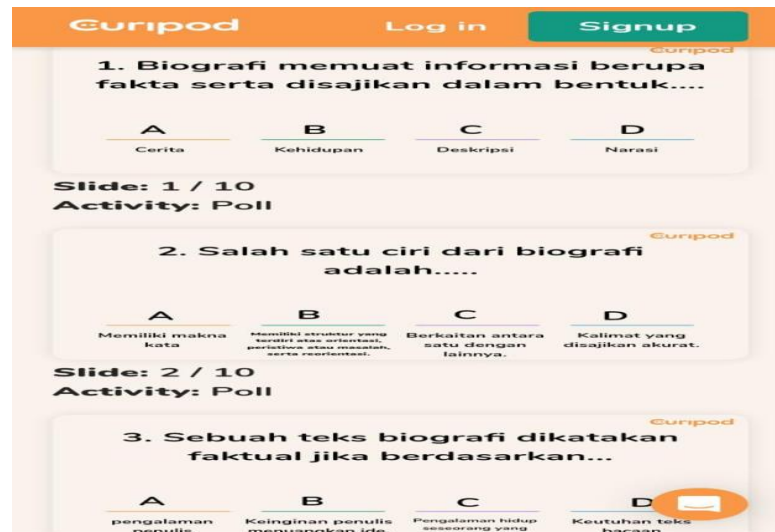 Curipod
Log in
Signup
Curipod
1. Biografi memuat informasi berupa
fakta serta disajikan dalam bentuk....
A
B
C
D
Cerita
Kehidupan
Deskripsi
Narasi
Slide: 1 / 10
Activity: Poll
Curipod
2. Salah satu ciri dari biografi
adalah.....
A
Memiliki makna
kata
B
Memiliki struktur yang
terdiri atas orientasi,
peristiwa atau masalah,
serta reorientasi.
C
Berkaitan antara
satu dengan
lainnya.
D
Kalimat yang
disajikan akurat.
Slide: 2 / 10
Activity: Poll
Curipod
3. Sebuah teks biografi dikatakan
faktual jika berdasarkan...
A
pengalaman
penulis
B
Keinginan penulis
menuangkan ide
C
Pengalaman hidup
seseorang yang
D
Keutuhan teks
bacaan